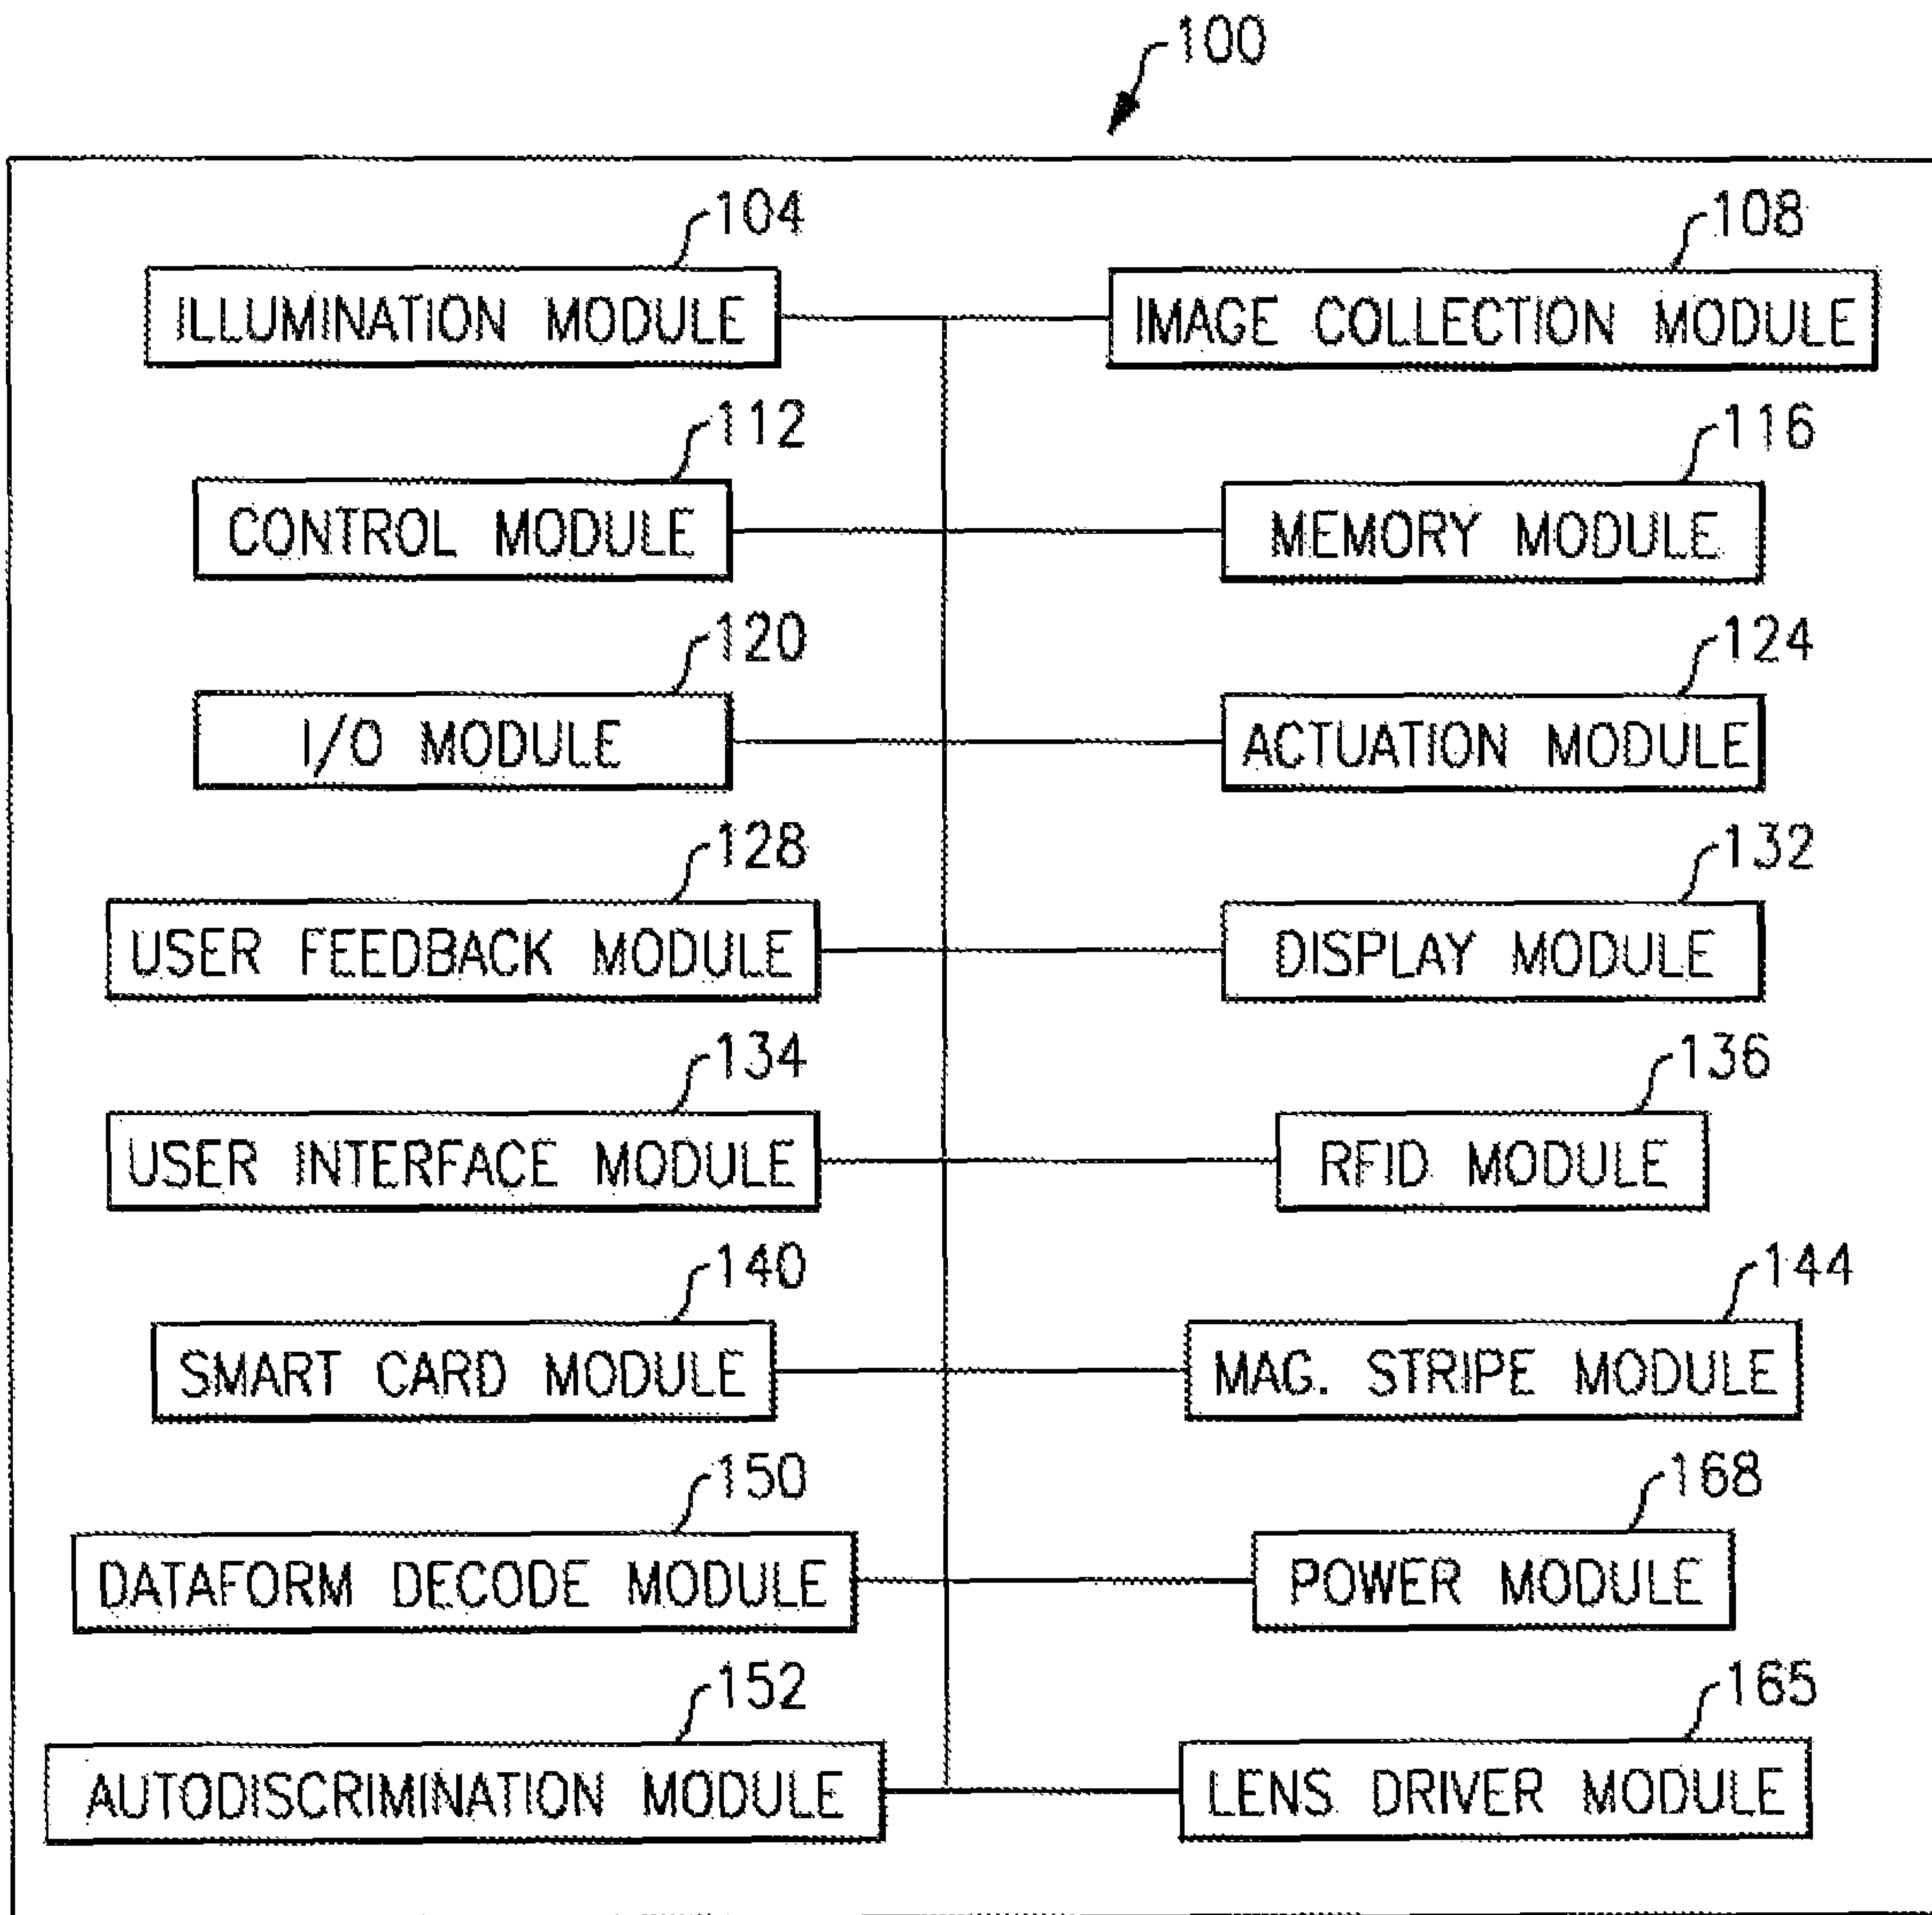 100
104
108
ILLUMINATION MODULE
IMAGE COLLECTION MODULE
112
116
CONTROL MODULE
MEMORY MODULE
120
124
I/O MODULE
ACTUATION MODULE
128
132
USER FEEDBACK MODULE
DISPLAY MODULE
134
136
USER INTERFACE MODULE
RFID MODULE
140
144
SMART CARD MODULE
MAG. STRIPE MODULE
150
168
DATAFORM DECODE MODULE
POWER MODULE
152
165
AUTODISCRIMINATION MODULE
LENS DRIVER MODULE